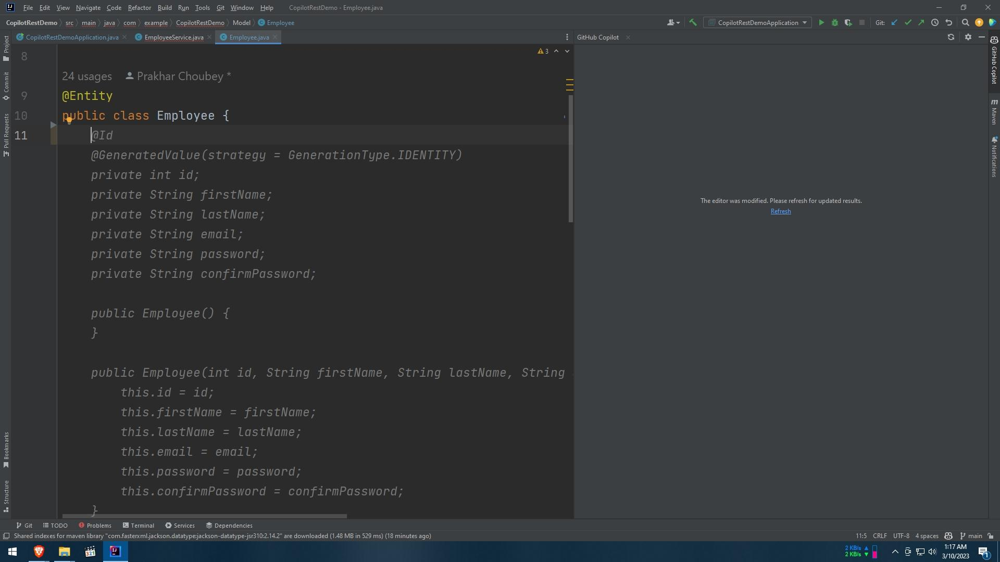 File Edit View Navigate Code Refactor Build Run Tools Git Window Help CopilotRestDemo - Employee.java
CopilotRestDemo src main java com example CopilotRestDemo Model Employee CopilotRestDemoApplication Git:
CopilotRestDemoApplication.java EmployeeService.java Employee.java GitHub Copilot
3
8
24 usages Prakhar Choubey *
9 @Entity
10 public class Employee {
11 @Id
@GeneratedValue(strategy = GenerationType.IDENTITY)
private int id;
private String firstName;
private String lastName;
private String email;
private String password;
private String confirmPassword;
public Employee() {
}
public Employee(int id, String firstName, String lastName, String
this.id = id;
this.firstName = firstName;
this.lastName = lastName;
this.email = email;
this.password = password;
this.confirmPassword = confirmPassword;
}
The editor was modified. Please refresh for updated results.
Refresh
Project
Commit
Pull Requests
Bookmarks
Structure
GitHub Copilot
Maven
Notifications
Git TODO Problems Terminal Services Dependencies
Shared indexes for maven library "com.fasterxml.jackson.datatype:jackson-datatype-jsr310:2.14.2" are downloaded (1.48 MB in 529 ms) (18 minutes ago) 11:5 CRLF UTF-8 4 spaces main
2 KB/s
2 KB/s
1:17 AM
3/10/2023
1
321